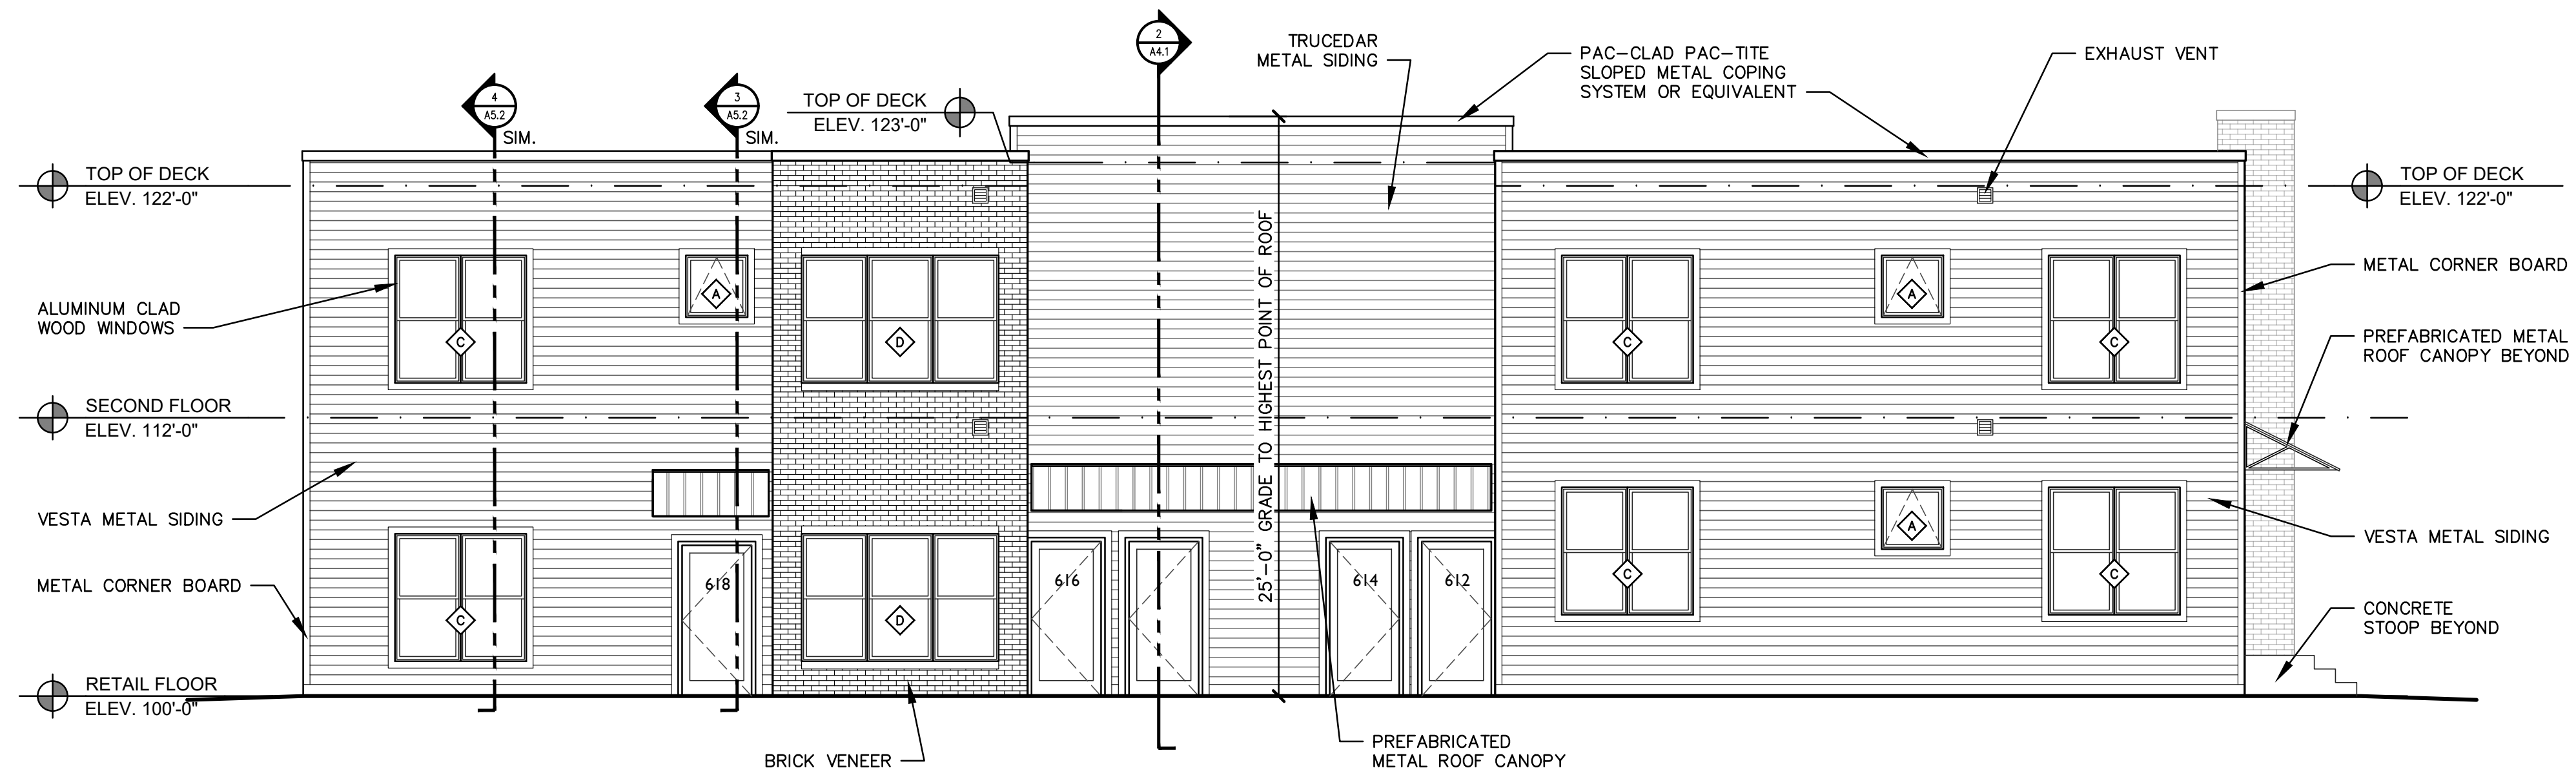 2
A4.1
TRUCEDAR
METAL SIDING
PAC-CLAD PAC-TITE
SLOPED METAL COPING
SYSTEM OR EQUIVALENT
EXHAUST VENT
4
A5.2
SIM.
3
A5.2
SIM.
TOP OF DECK
ELEV. 123'-0"
TOP OF DECK
ELEV. 122'-0"
TOP OF DECK
ELEV. 122'-0"
25'-0" GRADE TO HIGHEST POINT OF ROOF
METAL CORNER BOARD
ALUMINUM CLAD
WOOD WINDOWS
A
A
C
D
C
C
PREFABRICATED METAL
ROOF CANOPY BEYOND
SECOND FLOOR
ELEV. 112'-0"
VESTA METAL SIDING
VESTA METAL SIDING
A
METAL CORNER BOARD
618
616
614
612
C
C
C
D
CONCRETE
STOOP BEYOND
RETAIL FLOOR
ELEV. 100'-0"
BRICK VENEER
PREFABRICATED
METAL ROOF CANOPY